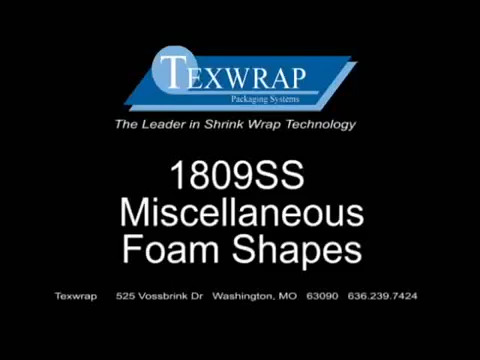 TEXWRAP
Packaging Systems
The Leader in Shrink Wrap Technology
1809SS
Miscellaneous
Foam Shapes
Texwrap 525 Vossbrink Dr Washington, MO 63090 636.239.7424